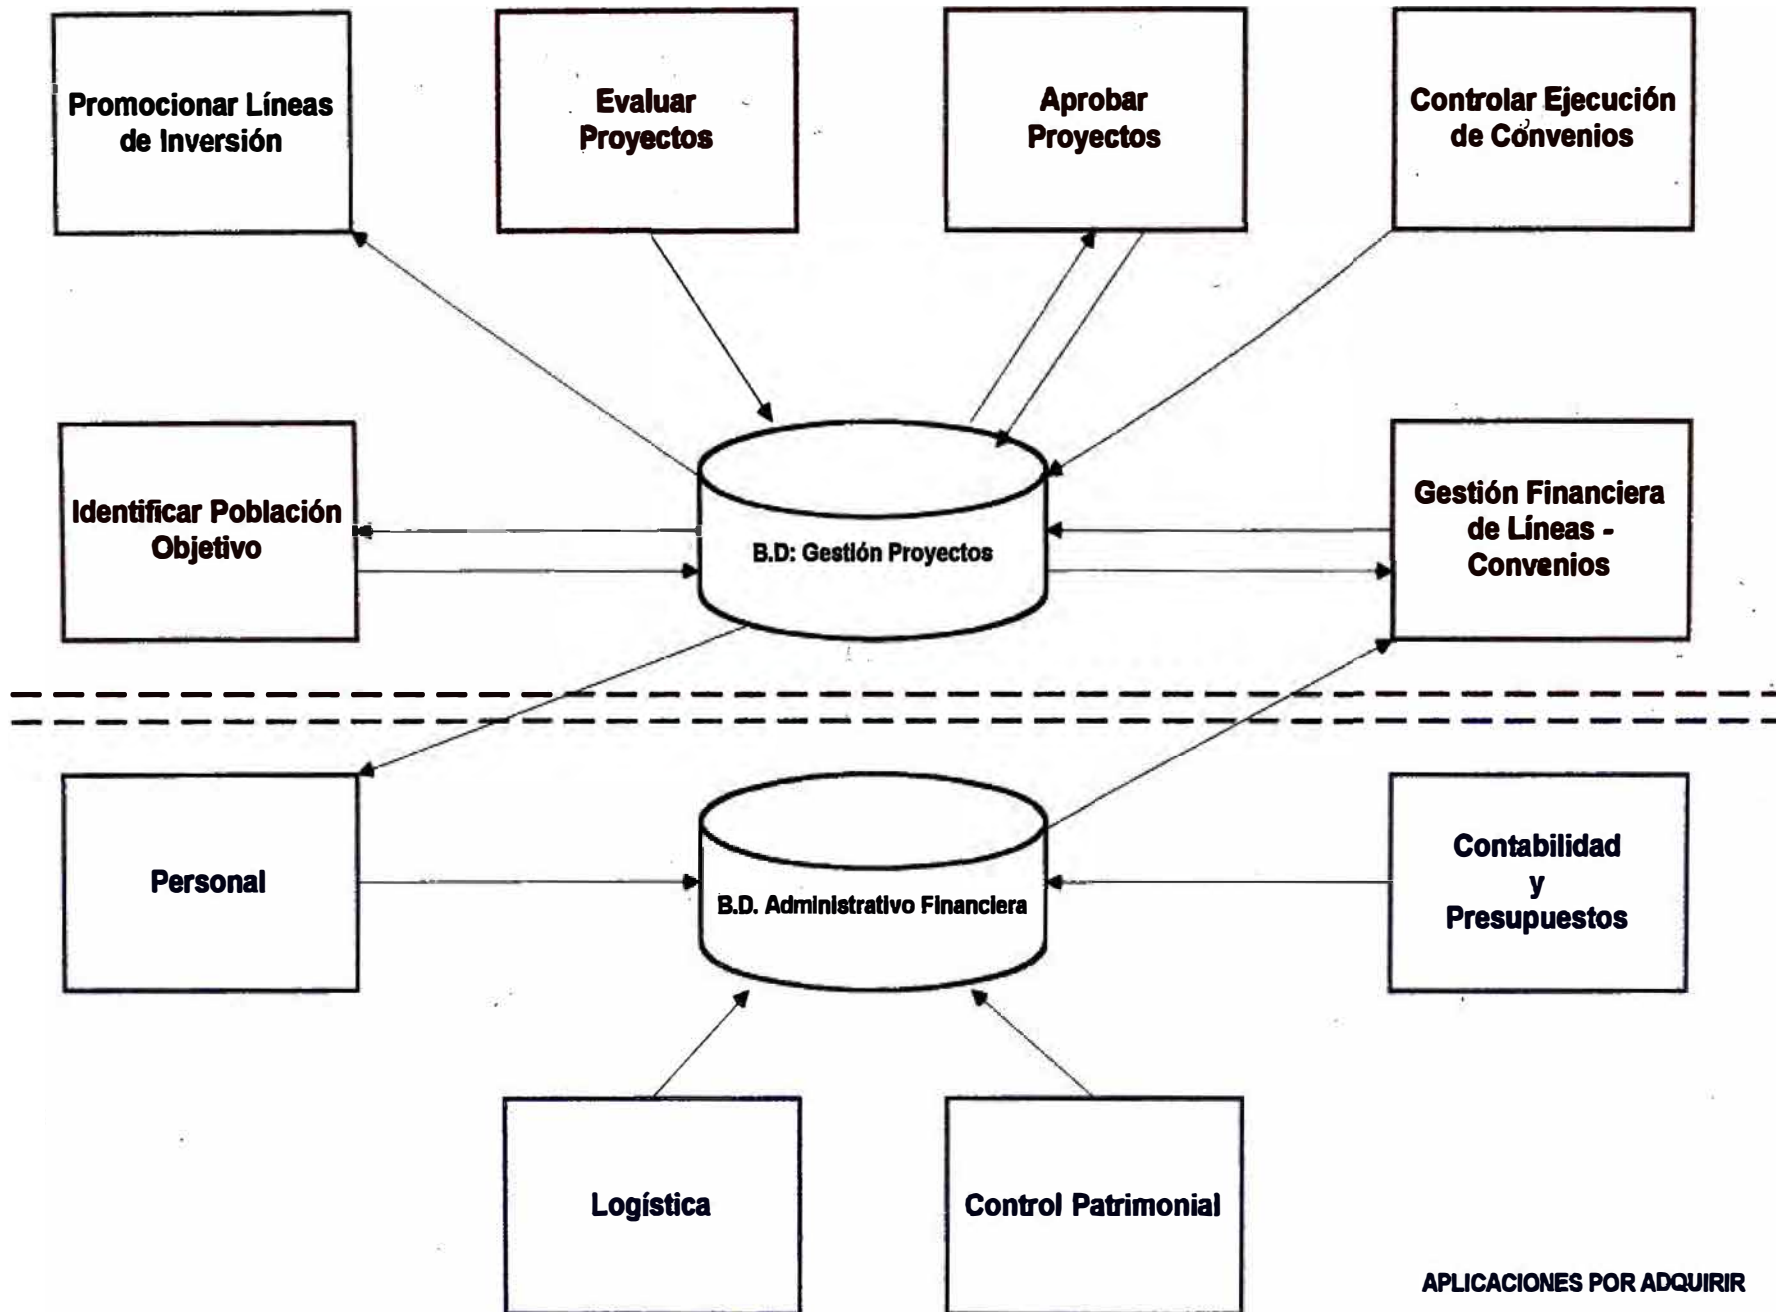 Promocionar Líneas
de Inversión
Evaluar
Proyectos
Aprobar
Proyectos
Controlar Ejecución
de Convenios
Identificar Población
Objetivo
B.D: Gestión Proyectos
Gestión Financiera
de Líneas -
Convenios
Personal
B.D. Administrativo Financiera
Contabilidad
y
Presupuestos
Logística
Control Patrimonial
APLICACIONES POR ADQUIRIR